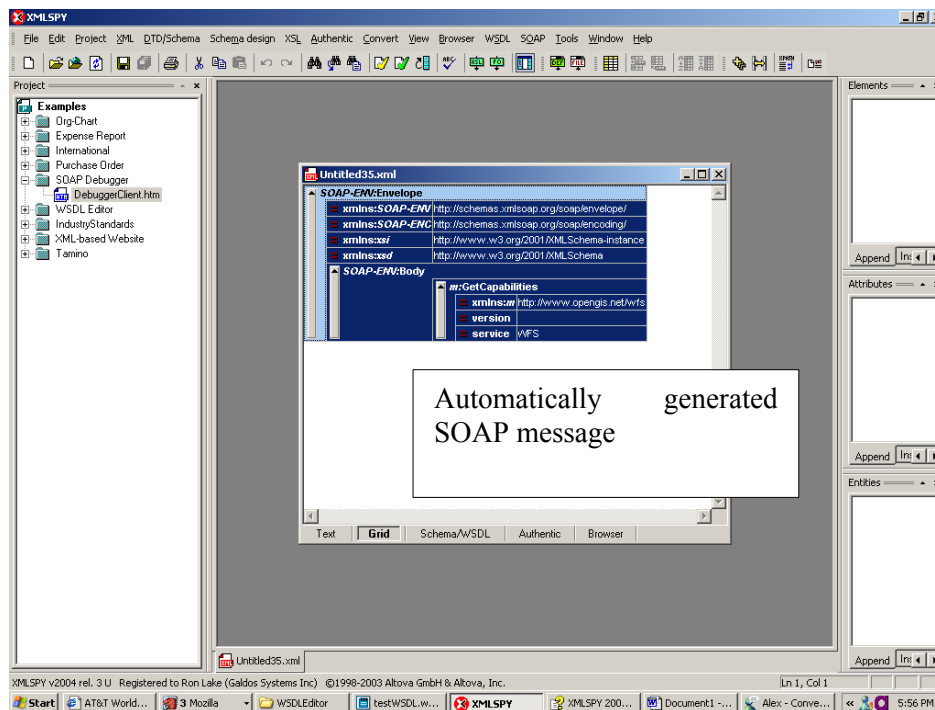 XMLSPY
File Edit Project XML DTD/Schema Schema design XSL Authentic Convert View Browser WSDL SOAP Tools Window Help
Project
Elements
Examples
Org-Chart
Expense Report
International
Purchase Order
SOAP Debugger
DebuggerClient.htm
WSDL Editor
IndustryStandards
XML-based Website
Tamino
Untitled35.xml
SOAP-ENV:Envelope
xmlns:SOAP-ENV http://schemas.xmlsoap.org/soap/envelope/
xmlns:SOAP-ENC http://schemas.xmlsoap.org/soap/encoding/
xmlns:xsi http://www.w3.org/2001/XMLSchema-instance
xmlns:xsd http://www.w3.org/2001/XMLSchema
SOAP-ENV:Body
m:GetCapabilities
xmlns:m http://www.opengis.net/wfs
version
service WFS
Automatically generated
SOAP message
Text Grid Schema/WSDL Authentic Browser
Append Ins
Attributes
Append Ins
Entities
Append Ins
Untitled35.xml
XMLSPY v2004 rel. 3 U Registered to Ron Lake (Galdos Systems Inc) ©1998-2003 Altova GmbH & Altova, Inc. Ln 1, Col 1
Start AT&T World... 3 Mozilla WSDLEditor testWSDL.w... XMLSPY XMLSPY 200... Document1 -... Alex - Conve... « 5:56 PM